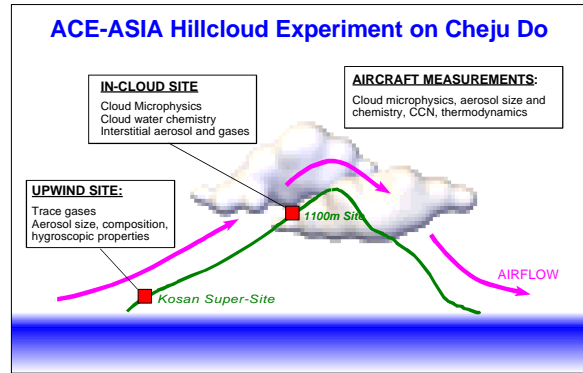 ACE-ASIA Hillcloud Experiment on Cheju Do
IN-CLOUD SITE
Cloud Microphysics
Cloud water chemistry
Interstitial aerosol and gases
AIRCRAFT MEASUREMENTS:
Cloud microphysics, aerosol size and
chemistry, CCN, thermodynamics
UPWIND SITE:
Trace gases
Aerosol size, composition,
hygroscopic properties
1100m Site
AIRFLOW
Kosan Super-Site